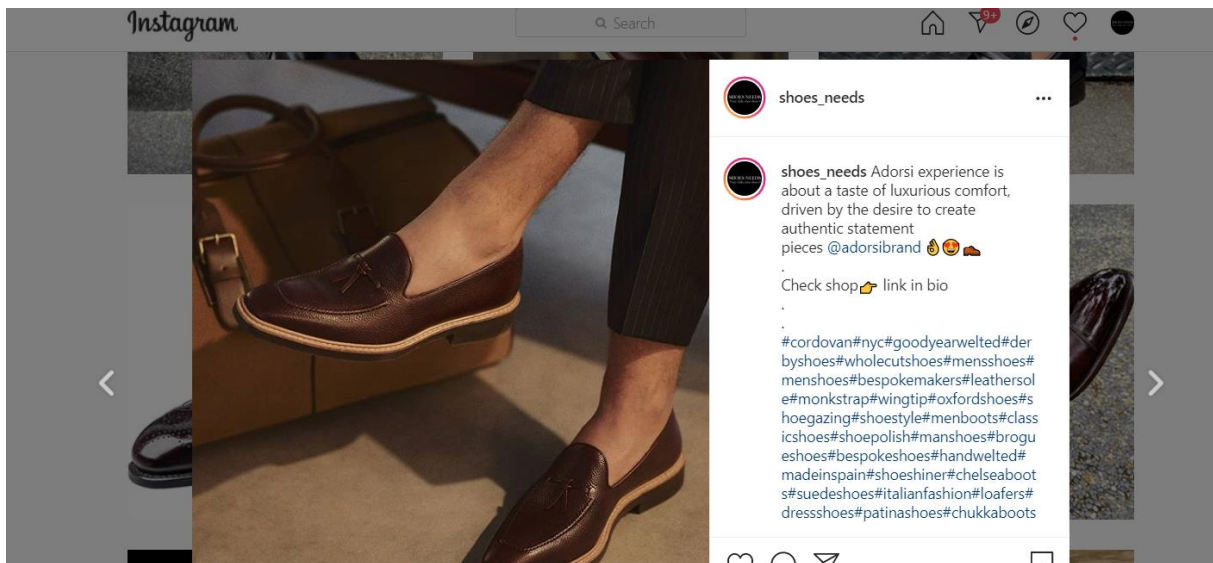 Instagram
Search
9+
shoes_needs
shoes_needs Adorsi experience is
about a taste of luxurious comfort,
driven by the desire to create
authentic statement
pieces @adorsibrand 👌😍👞
.
Check shop👉 link in bio
.
.
#cordovan#nyc#goodyearwelted#der
byshoes#wholecutshoes#mensshoes#
menshoes#bespokemakers#leathersol
e#monkstrap#wingtip#oxfordshoes#s
hoegazing#shoestyle#menboots#class
icshoes#shoepolish#manshoes#brogu
eshoes#bespokeshoes#handwelted#
madeinspain#shoeshiner#chelseaboot
s#suedeshoes#italianfashion#loafers#
dressshoes#patinashoes#chukkaboots